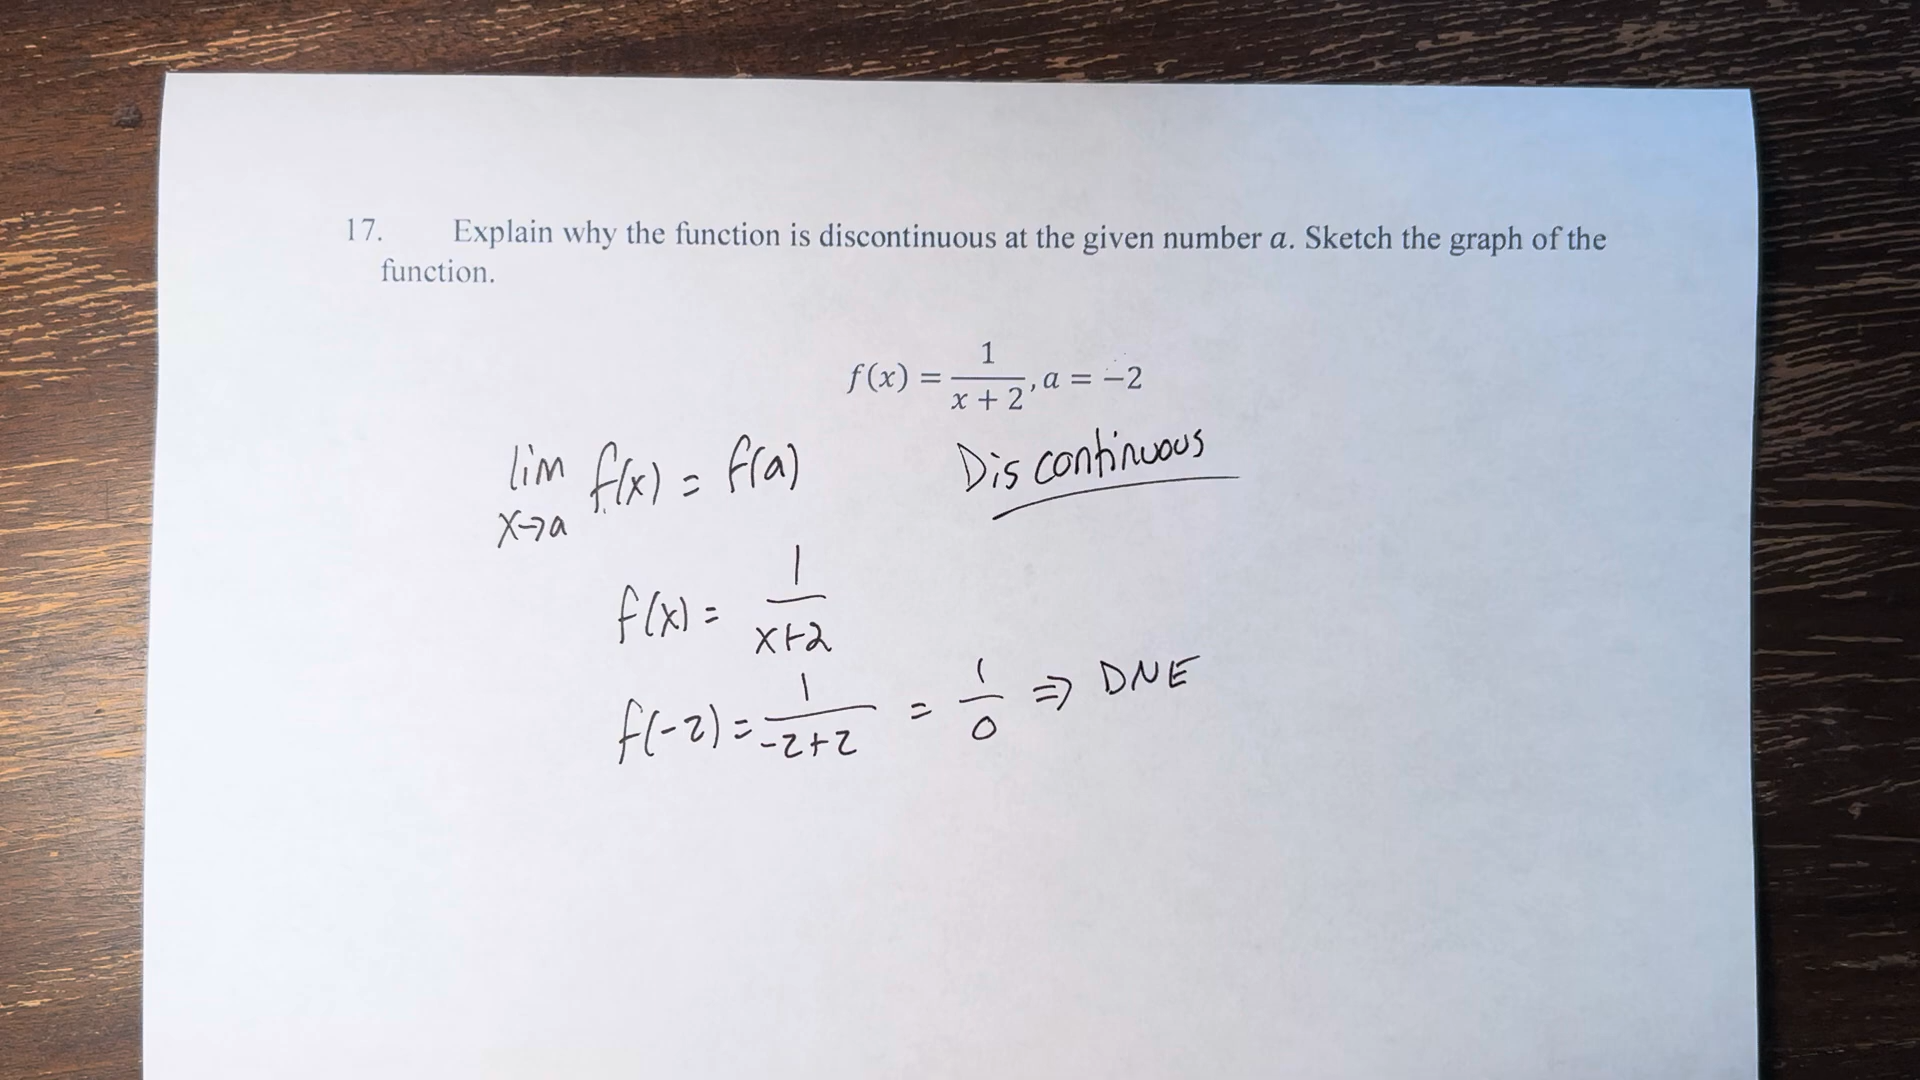 17. Explain why the function is discontinuous at the given number a. Sketch the graph of the
function.
f(x) = 1/(x + 2), a = −2
lim x→a f(x) = f(a) Discontinuous
f(x) = 1/(x+2)
f(-2) = 1/(-2+2) = 1/0 ⇒ DNE